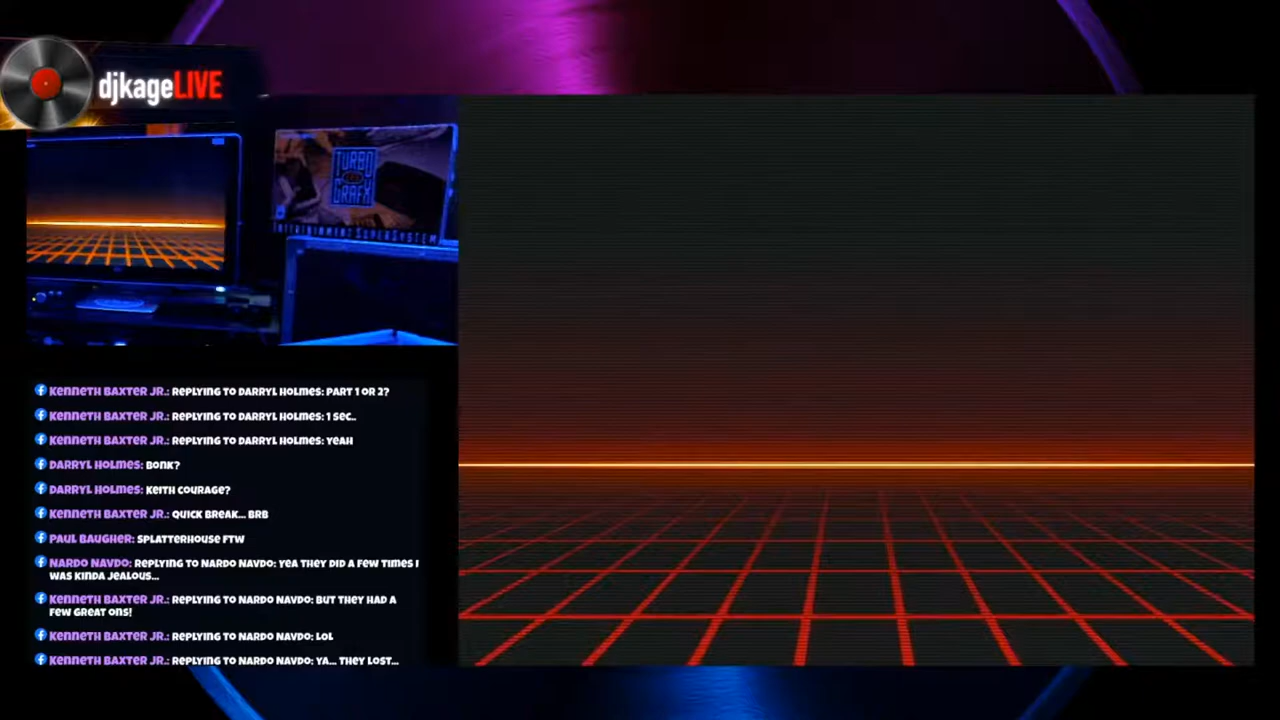 djkageLIVE
TURBO
GRAFX
ENTERTAINMENT SUPERSYSTEM
KENNETH BAXTER JR.: REPLYING TO DARRYL HOLMES: PART 1 OR 2?
KENNETH BAXTER JR.: REPLYING TO DARRYL HOLMES: 1 SEC..
KENNETH BAXTER JR.: REPLYING TO DARRYL HOLMES: YEAH
DARRYL HOLMES: BONK?
DARRYL HOLMES: KEITH COURAGE?
KENNETH BAXTER JR.: QUICK BREAK... BRB
PAUL BAUGHER: SPLATTERHOUSE FTW
NARDO NAVDO: REPLYING TO NARDO NAVDO: YEA THEY DID A FEW TIMES I
WAS KINDA JEALOUS...
KENNETH BAXTER JR.: REPLYING TO NARDO NAVDO: BUT THEY HAD A
FEW GREAT ONS!
KENNETH BAXTER JR.: REPLYING TO NARDO NAVDO: LOL
KENNETH BAXTER JR.: REPLYING TO NARDO NAVDO: YA... THEY LOST...